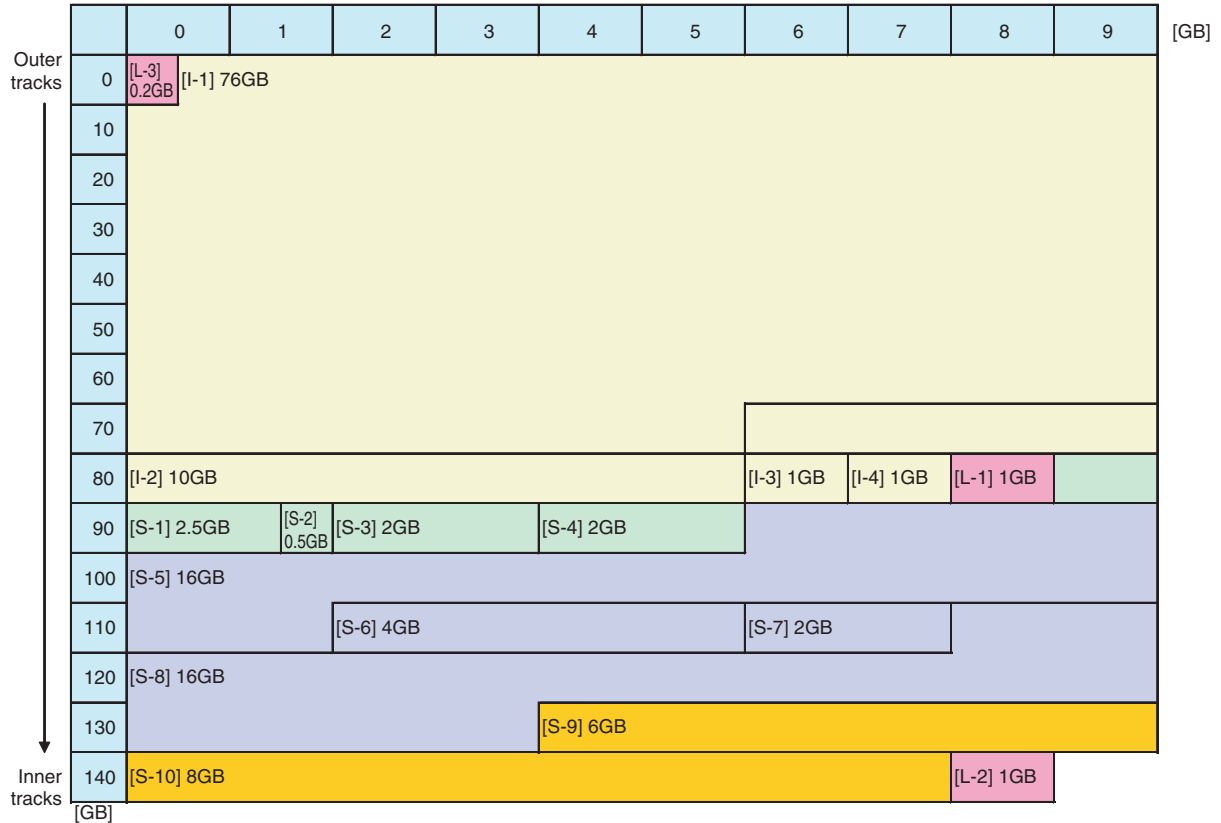 0 1 2 3 4 5 6 7 8 9 [GB]
Outer
tracks
0 [L-3] [I-1] 76GB
0.2GB
10
20
30
40
50
60
70
80 [I-2] 10GB [I-3] 1GB [I-4] 1GB [L-1] 1GB
90 [S-1] 2.5GB [S-2] [S-3] 2GB [S-4] 2GB
0.5GB
100 [S-5] 16GB
110 [S-6] 4GB [S-7] 2GB
120 [S-8] 16GB
130 [S-9] 6GB
Inner
tracks
140 [S-10] 8GB [L-2] 1GB
[GB]